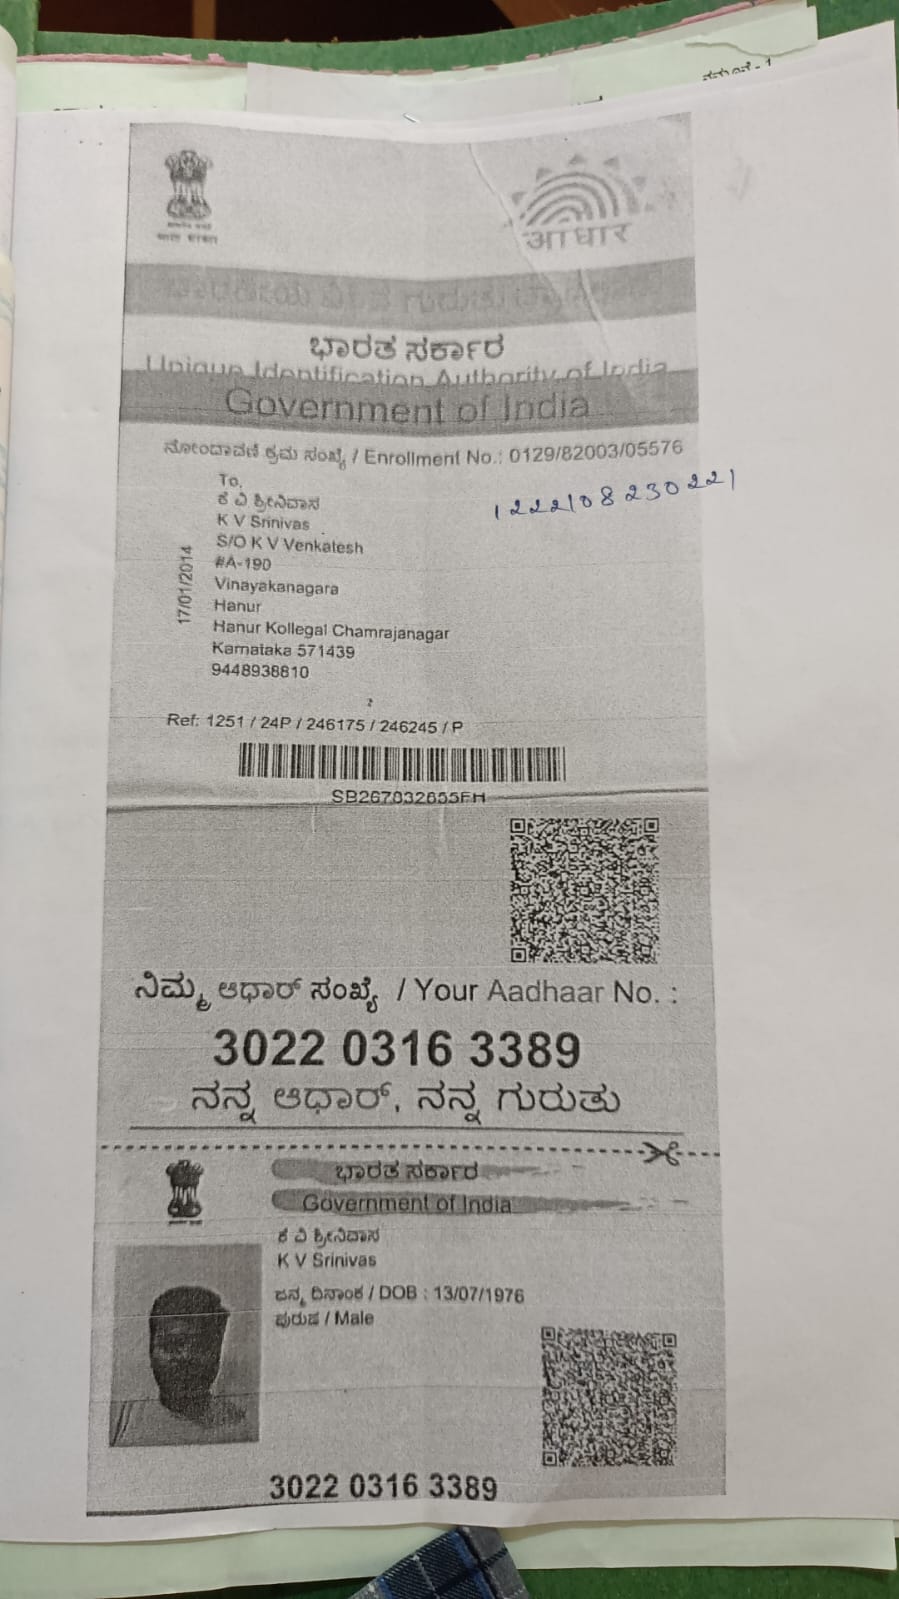 ನಮೂನೆ - 1
आधार
ಭಾರತ ಸರ್ಕಾರ
Unique Identification Authority of India
Government of India
ನೋಂದಾವಣೆ ಕ್ರಮ ಸಂಖ್ಯೆ / Enrollment No.: 0129/82003/05576
To,
ಕೆ ವಿ ಶ್ರೀನಿವಾಸ
K V Srinivas
S/O K V Venkatesh
#A-190
Vinayakanagara
Hanur
Hanur Kollegal Chamrajanagar
Karnataka 571439
9448938810
1222108230221
17/01/2014
Ref: 1251 / 24P / 246175 / 246245 / P
SB267032655FH
ನಿಮ್ಮ ಆಧಾರ್ ಸಂಖ್ಯೆ / Your Aadhaar No. :
3022 0316 3389
ನನ್ನ ಆಧಾರ್, ನನ್ನ ಗುರುತು
ಭಾರತ ಸರ್ಕಾರ
Government of India
ಕೆ ವಿ ಶ್ರೀನಿವಾಸ
K V Srinivas
ಜನ್ಮ ದಿನಾಂಕ / DOB : 13/07/1976
ಪುರುಷ / Male
3022 0316 3389